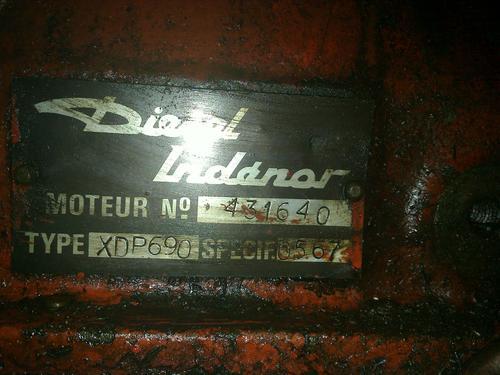 Diesel
Indénor
MOTEUR Nº 431640
TYPE XDP690 SPECIF. 8567